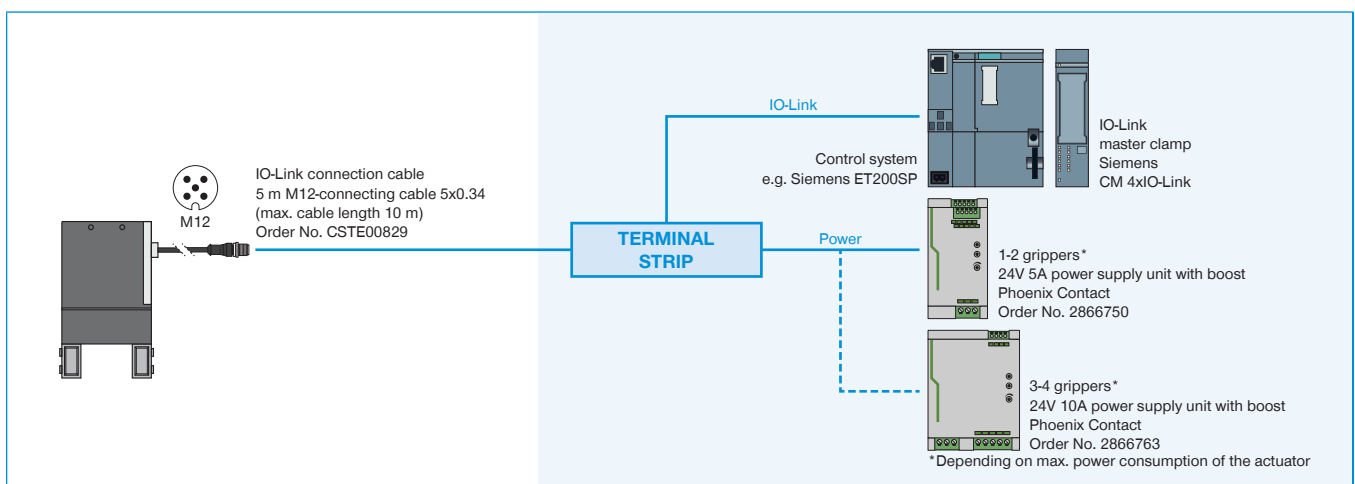 IO-Link connection cable
5 m M12-connecting cable 5x0.34
(max. cable length 10 m)
Order No. CSTE00829
M12
TERMINAL
STRIP
IO-Link
Control system
e.g. Siemens ET200SP
IO-Link
master clamp
Siemens
CM 4xIO-Link
Power
1-2 grippers*
24V 5A power supply unit with boost
Phoenix Contact
Order No. 2866750
3-4 grippers*
24V 10A power supply unit with boost
Phoenix Contact
Order No. 2866763
*Depending on max. power consumption of the actuator